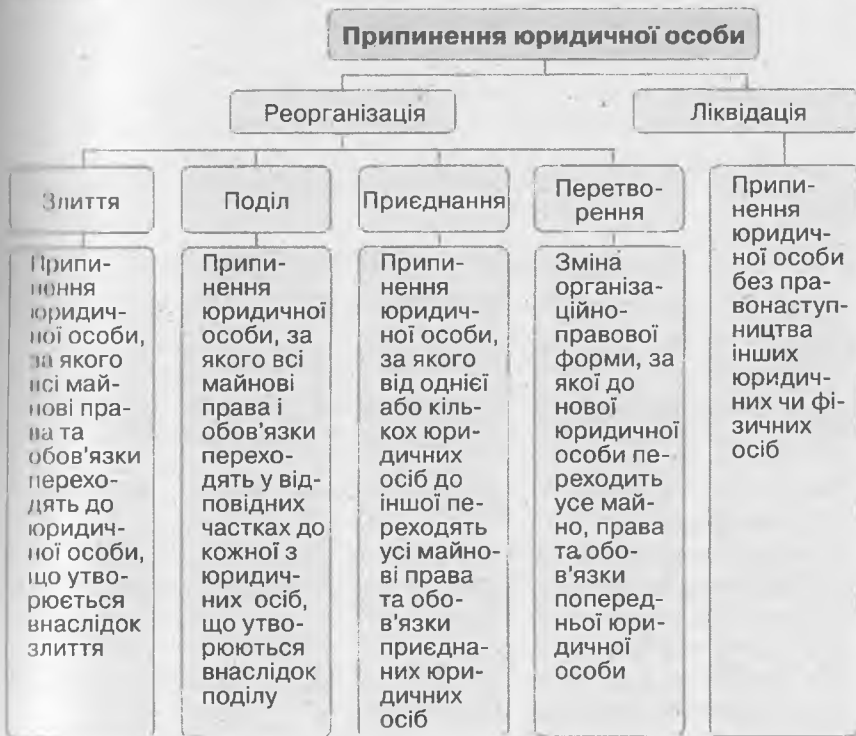 Припинення юридичної особи
Реорганізація
Ліквідація
Злиття
Поділ
Приєднання
Перетво-
рення
Припи-
нення
юридич-
ної особи,
за якого
всі май-
нові пра-
ва та
обов'язки
перехо-
дять до
юридич-
ної особи,
що утво-
рюється
внаслідок
злиття
Припи-
нення
юридичної
особи, за
якого всі
майнові
права і
обов'язки
перехо-
дять у від-
повідних
частках до
кожної з
юридич-
них осіб,
що утво-
рюються
внаслідок
поділу
Припи-
нення
юридич-
ної особи,
за якого
від однієї
або кіль-
кох юри-
дичних
осіб до
іншої пе-
реходять
усі майно-
ві права
та обо-
в'язки
приєдна-
них юри-
дичних
осіб
Зміна
організа-
ційно-
правової
форми, за
якої до
нової
юридичної
особи пе-
реходить
усе май-
но, права
та обо-
в'язки
поперед-
ньої юри-
дичної
особи
Припи-
нення
юридич-
ної особи
без пра-
вонаступ-
ництва
інших
юридич-
них чи фі-
зичних
осіб